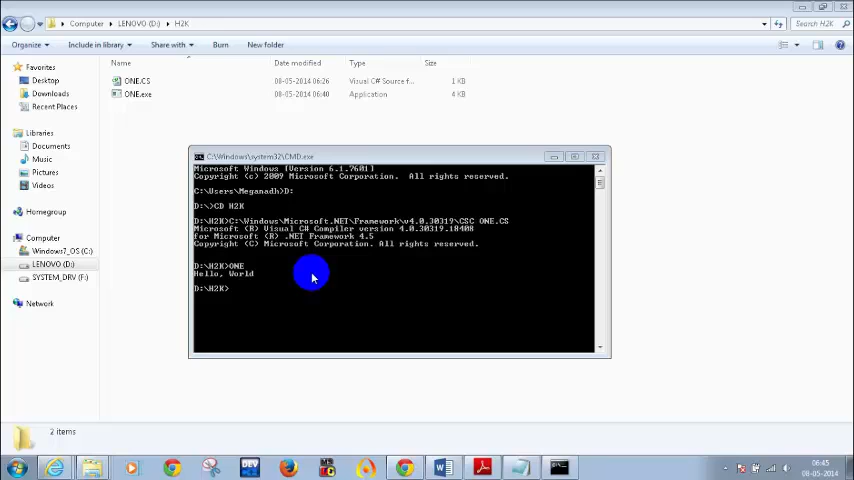 Computer ▸ LENOVO (D:) ▸ H2K
Search H2K
Organize Include in library Share with Burn New folder
Name Date modified Type Size
Favorites
Desktop
Downloads
Recent Places
Libraries
Documents
Music
Pictures
Videos
Homegroup
Computer
Windows7_OS (C:)
LENOVO (D:)
SYSTEM_DRV (F:)
Network
ONE.CS 08-05-2014 06:26 Visual C# Source f... 1 KB
ONE.exe 08-05-2014 06:40 Application 4 KB
C:\Windows\system32\CMD.exe
Microsoft Windows [Version 6.1.7601]
Copyright (c) 2009 Microsoft Corporation.  All rights reserved.
C:\Users\Meganadh>D:
D:\>CD H2K
D:\H2K>C:\Windows\Microsoft.NET\Framework\v4.0.30319\CSC ONE.CS
Microsoft (R) Visual C# Compiler version 4.0.30319.18408
for Microsoft (R) .NET Framework 4.5
Copyright (C) Microsoft Corporation. All rights reserved.
D:\H2K>ONE
Hello, World
D:\H2K>
2 items
DEV
06:45
08-05-2014